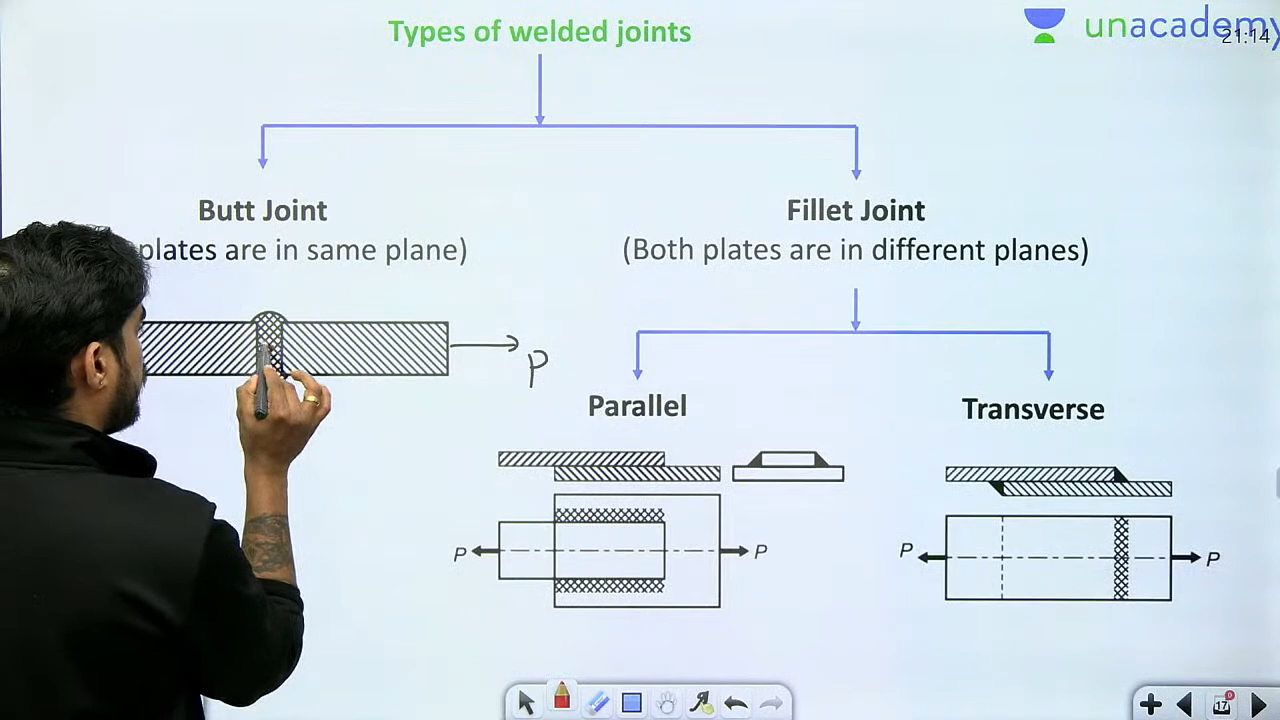 Types of welded joints
unacademy
21:14
Butt Joint
plates are in same plane)
Fillet Joint
(Both plates are in different planes)
P
Parallel
Transverse
P
P
P
P
17